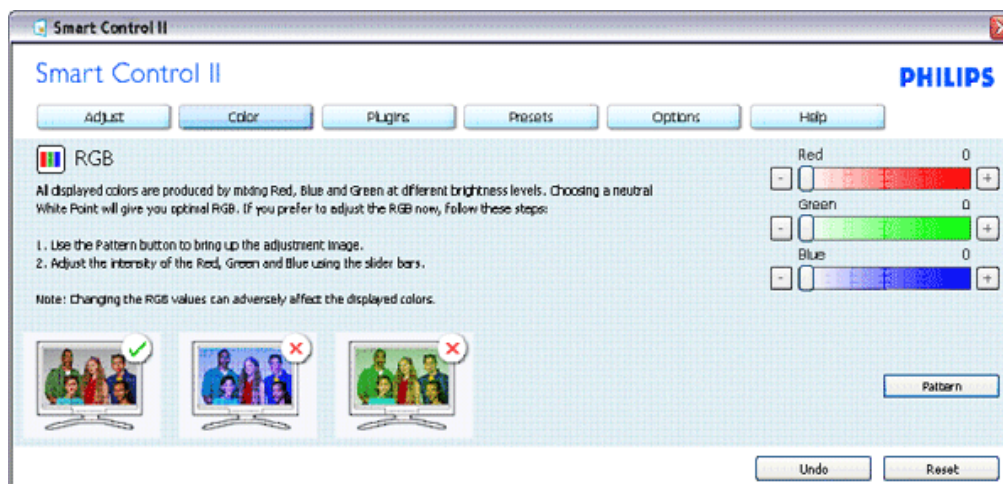 Smart Control II
Smart Control II
PHILIPS
Adjust
Color
Plugins
Presets
Options
Help
RGB
All displayed colors are produced by mixing Red, Blue and Green at different brightness levels. Choosing a neutral
White Point will give you optimal RGB. If you prefer to adjust the RGB now, follow these steps:
1. Use the Pattern button to bring up the adjustment image.
2. Adjust the intensity of the Red, Green and Blue using the slider bars.
Note: Changing the RGB values can adversely affect the displayed colors.
Red 0
- +
Green 0
- +
Blue 0
- +
Pattern
Undo
Reset